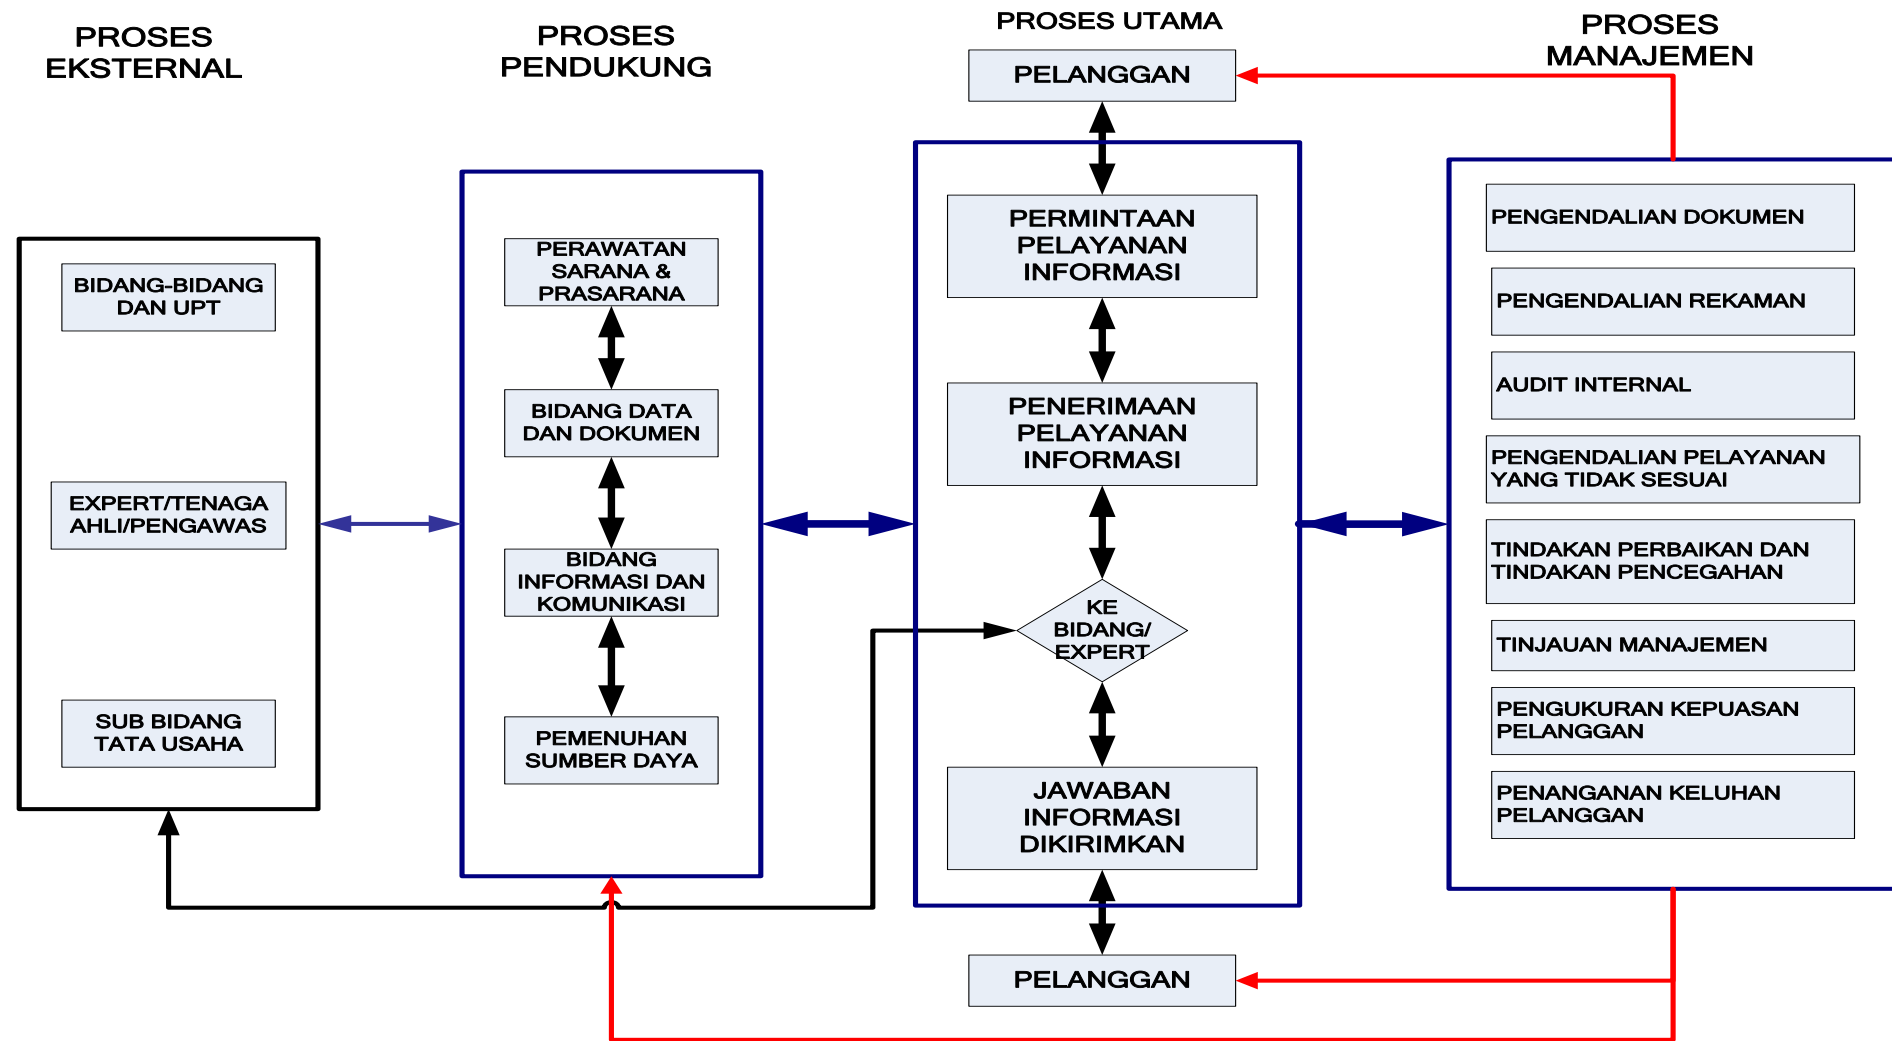 PROSES
EKSTERNAL
BIDANG-BIDANG
DAN UPT
EXPERT/TENAGA
AHLI/PENGAWAS
SUB BIDANG
TATA USAHA
PROSES
PENDUKUNG
PERAWATAN
SARANA &
PRASARANA
BIDANG DATA
DAN DOKUMEN
BIDANG
INFORMASI DAN
KOMUNIKASI
PEMENUHAN
SUMBER DAYA
PROSES UTAMA
PELANGGAN
PERMINTAAN
PELAYANAN
INFORMASI
PENERIMAAN
PELAYANAN
INFORMASI
KE
BIDANG/
EXPERT
JAWABAN
INFORMASI
DIKIRIMKAN
PELANGGAN
PROSES
MANAJEMEN
PENGENDALIAN DOKUMEN
PENGENDALIAN REKAMAN
AUDIT INTERNAL
PENGENDALIAN PELAYANAN
YANG TIDAK SESUAI
TINDAKAN PERBAIKAN DAN
TINDAKAN PENCEGAHAN
TINJAUAN MANAJEMEN
PENGUKURAN KEPUASAN
PELANGGAN
PENANGANAN KELUHAN
PELANGGAN